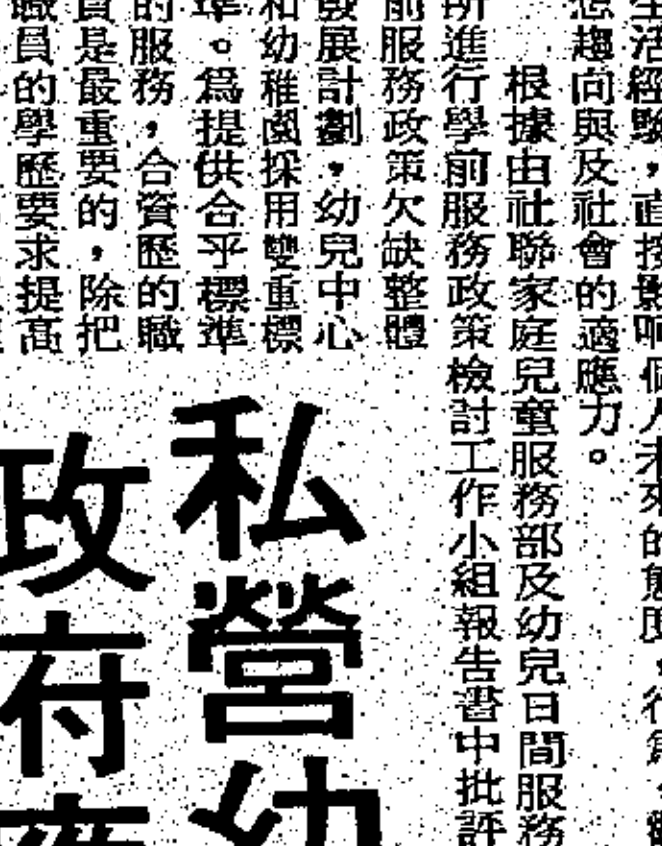 生活經驗，直接影响個人未來的態度，行為，
趨向與及社會的適應力。
根據由社聯家庭兒童服務部及幼兒日間服務
所進行學前服務政策檢討工作小組報告書中批評
前服務政策欠缺整體
發展計劃，幼兒中心
和幼稚園採用雙重標
準。為提供合乎標準
的服務，合資歷的職
員是最重要的，除把
職員的學歷要求提高
私營幼
政府應